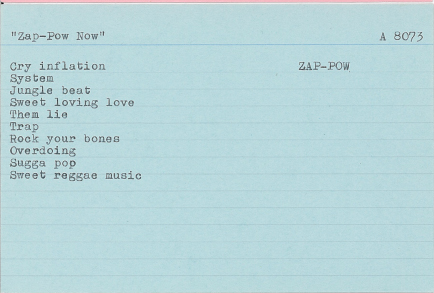 "Zap-Pow Now" A 8073
Cry inflation ZAP-POW
System
Jungle beat
Sweet loving love
Them lie
Trap
Rock your bones
Overdoing
Sugga pop
Sweet reggae music